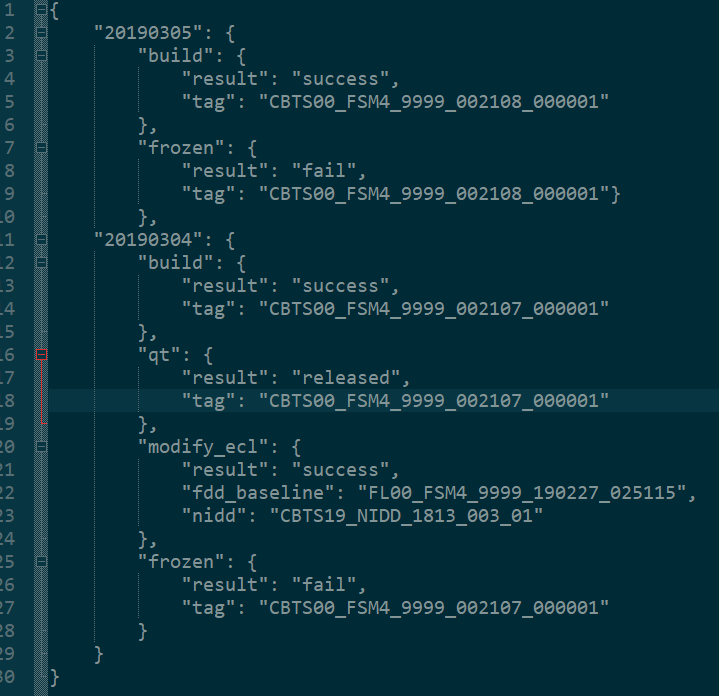 1 {
2     "20190305": {
3         "build": {
4             "result": "success",
5             "tag": "CBTS00_FSM4_9999_002108_000001"
6         },
7         "frozen": {
8             "result": "fail",
9             "tag": "CBTS00_FSM4_9999_002108_000001"}
10         },
11     "20190304": {
12         "build": {
13             "result": "success",
14             "tag": "CBTS00_FSM4_9999_002107_000001"
15         },
16         "qt": {
17             "result": "released",
18             "tag": "CBTS00_FSM4_9999_002107_000001"
19         },
20         "modify_ecl": {
21             "result": "success",
22             "fdd_baseline": "FL00_FSM4_9999_190227_025115",
23             "nidd": "CBTS19_NIDD_1813_003_01"
24         },
25         "frozen": {
26             "result": "fail",
27             "tag": "CBTS00_FSM4_9999_002107_000001"
28         }
29     }
30 }